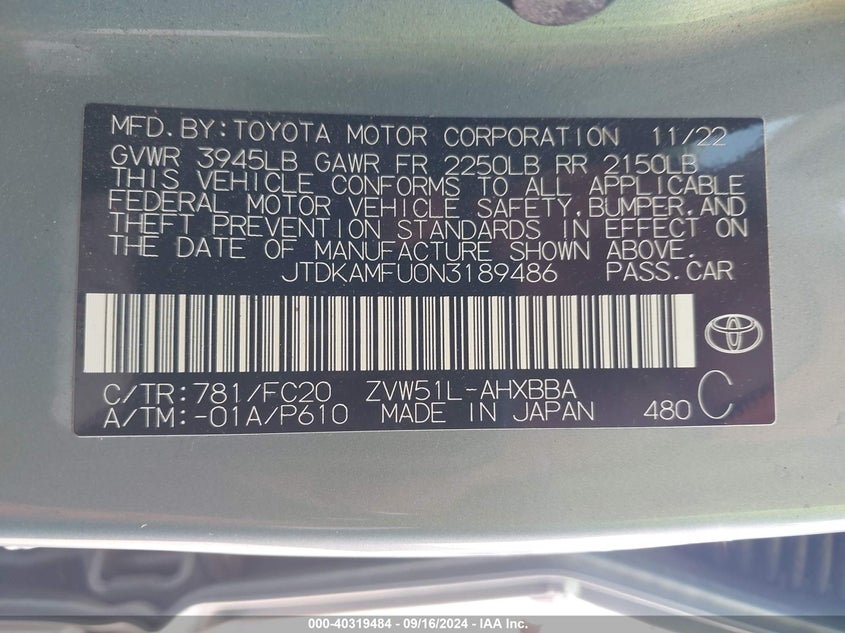 MFD.BY:TOYOTA MOTOR CORPORATION 11/22
GVWR 3945LB GAWR FR 2250LB RR 2150LB
THIS VEHICLE CONFORMS TO ALL APPLICABLE
FEDERAL MOTOR VEHICLE SAFETY,BUMPER,AND
THEFT PREVENTION STANDARDS IN EFFECT ON
THE DATE OF MANUFACTURE SHOWN ABOVE.
JTDKAMFU0N3189486 PASS.CAR
C/TR:781/FC20 ZVW51L-AHXBBA
A/TM:-01A/P610 MADE IN JAPAN 480 C
000-40319484 - 09/16/2024 - IAA Inc.